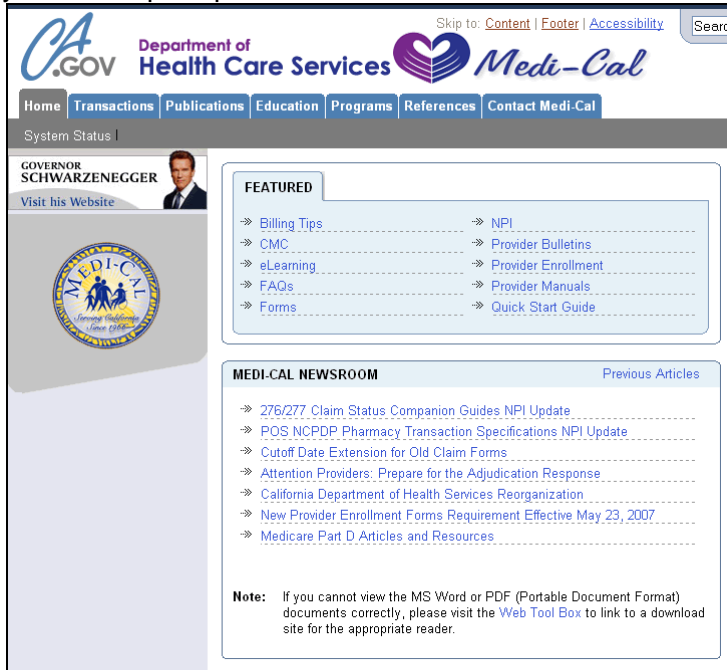 Skip to: Content | Footer | Accessibility
CA
.GOV
Department of
Health Care Services
Medi-Cal
Home Transactions Publications Education Programs References Contact Medi-Cal
System Status
GOVERNOR
SCHWARZENEGGER
Visit his Website
MEDI-CAL
Serving California
Since 1966
FEATURED
Billing Tips
CMC
eLearning
FAQs
Forms
NPI
Provider Bulletins
Provider Enrollment
Provider Manuals
Quick Start Guide
MEDI-CAL NEWSROOM
Previous Articles
276/277 Claim Status Companion Guides NPI Update
POS NCPDP Pharmacy Transaction Specifications NPI Update
Cutoff Date Extension for Old Claim Forms
Attention Providers: Prepare for the Adjudication Response
California Department of Health Services Reorganization
New Provider Enrollment Forms Requirement Effective May 23, 2007
Medicare Part D Articles and Resources
Note: If you cannot view the MS Word or PDF (Portable Document Format)
documents correctly, please visit the Web Tool Box to link to a download
site for the appropriate reader.